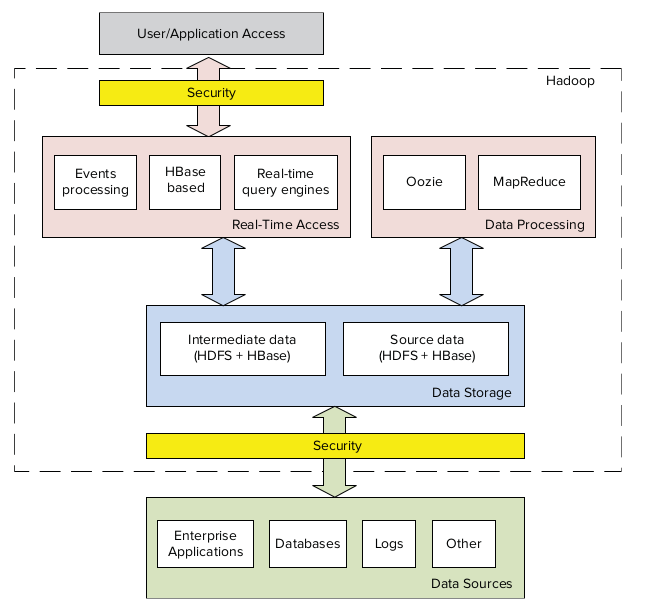 User/Application Access
Hadoop
Security
Events
processing
HBase
based
Real-time
query engines
Real-Time Access
Oozie
MapReduce
Data Processing
Intermediate data
(HDFS + HBase)
Source data
(HDFS + HBase)
Data Storage
Security
Enterprise
Applications
Databases
Logs
Other
Data Sources